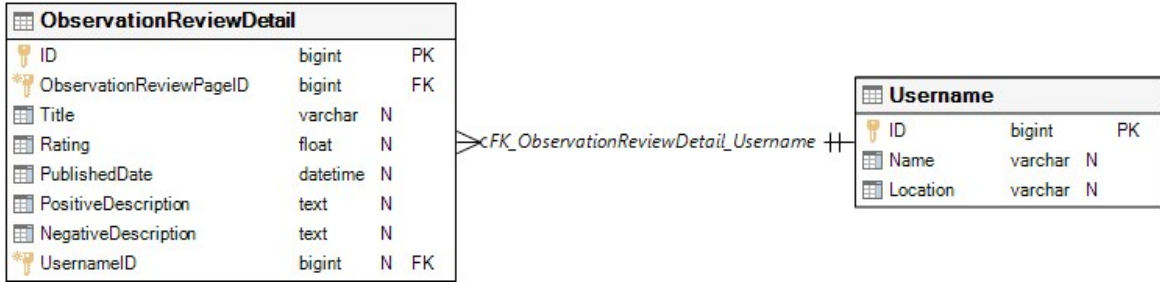 ObservationReviewDetail
ID bigint PK
ObservationReviewPageID bigint FK
Title varchar N
Rating float N
PublishedDate datetime N
PositiveDescription text N
NegativeDescription text N
UsernameID bigint N FK
cFK_ObservationReviewDetail_Username
Username
ID bigint PK
Name varchar N
Location varchar N